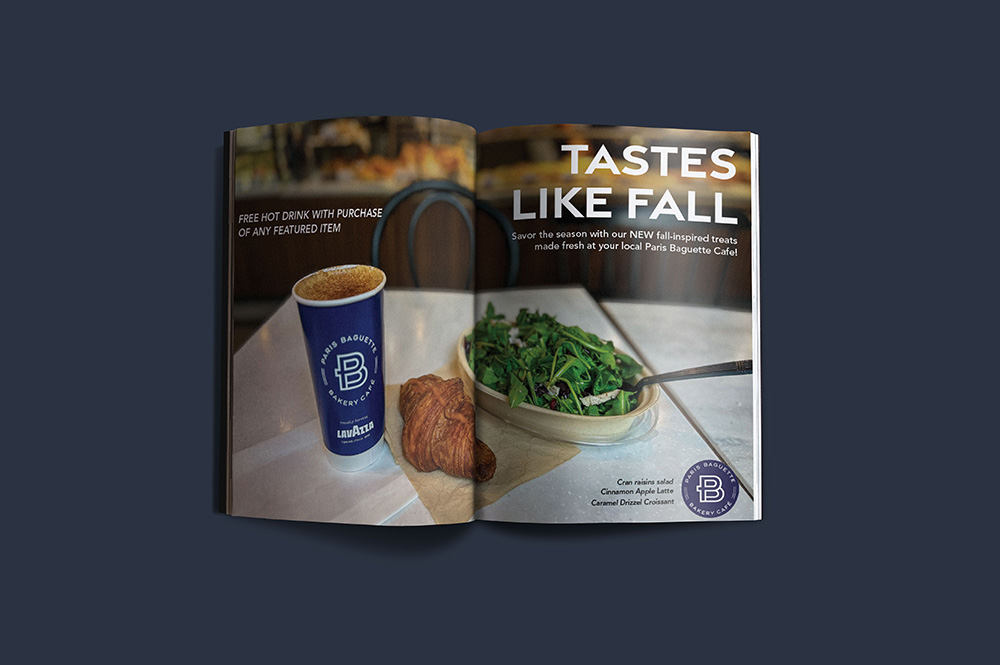 FREE HOT DRINK WITH PURCHASE
OF ANY FEATURED ITEM
TASTES
LIKE FALL
Savor the season with our NEW fall-inspired treats
made fresh at your local Paris Baguette Cafe!
PARIS BAGUETTE
B
BAKERY CAFÉ
LAVAZZA
Cran raisins salad
Cinnamon Apple Latte
Caramel Drizzel Croissant
PARIS BAGUETTE
B
BAKERY CAFÉ